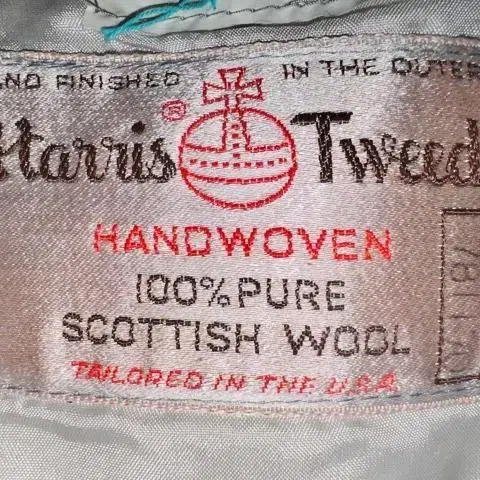 AND FINISHED IN THE OUTER
Harris ® Tweed
HANDWOVEN
100% PURE
SCOTTISH WOOL
TAILORED IN THE U.S.A.